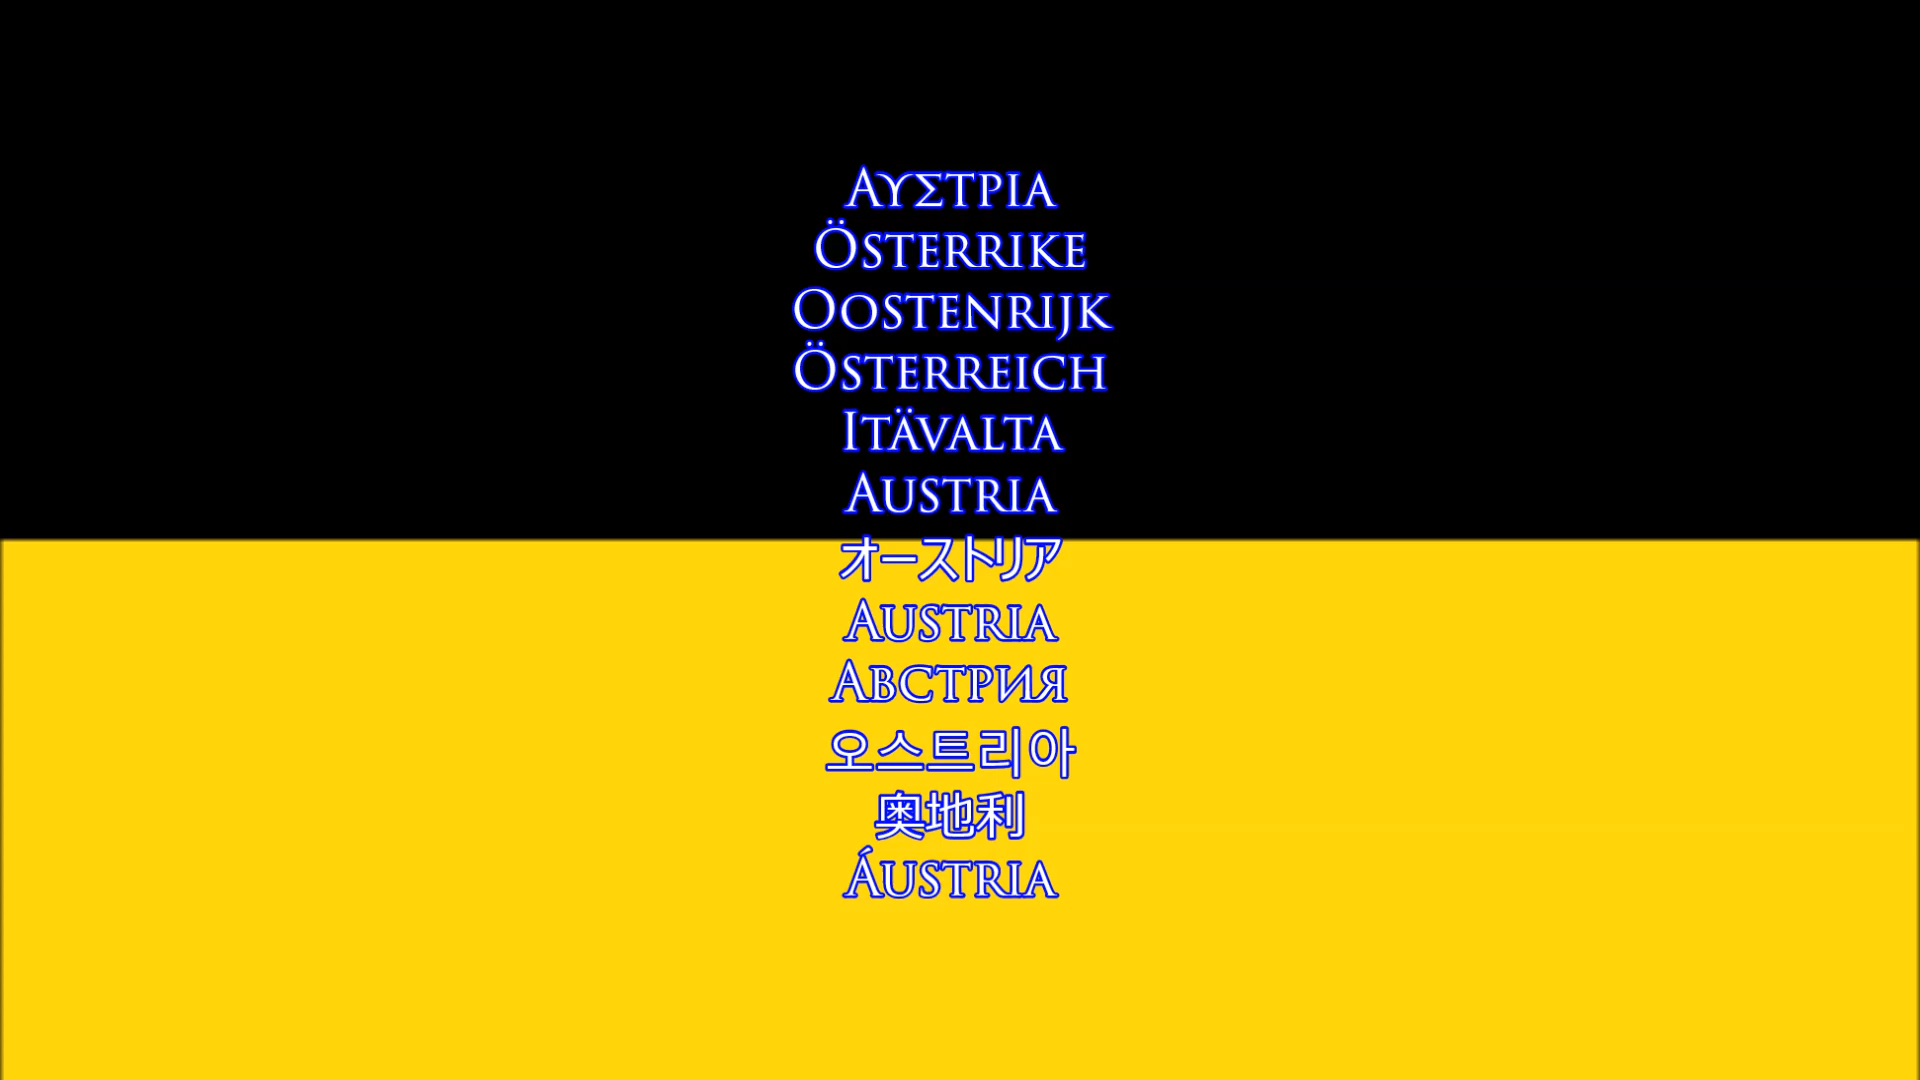 Αυστρια
Österrike
Oostenrijk
Österreich
Itävalta
Austria
オーストリア
Austria
Австрия
오스트리아
奥地利
Áustria